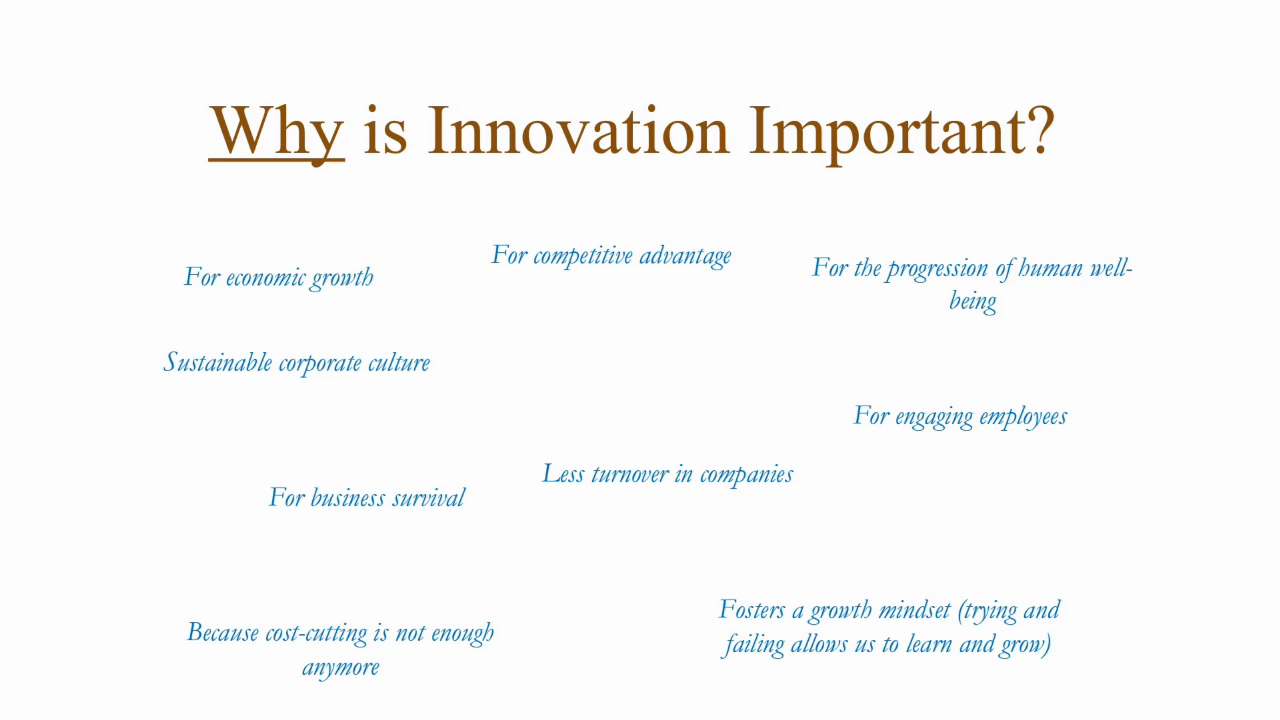 Why is Innovation Important?
For economic growth
For competitive advantage
For the progression of human well-
being
Sustainable corporate culture
For engaging employees
Less turnover in companies
For business survival
Because cost-cutting is not enough
anymore
Fosters a growth mindset (trying and
failing allows us to learn and grow)